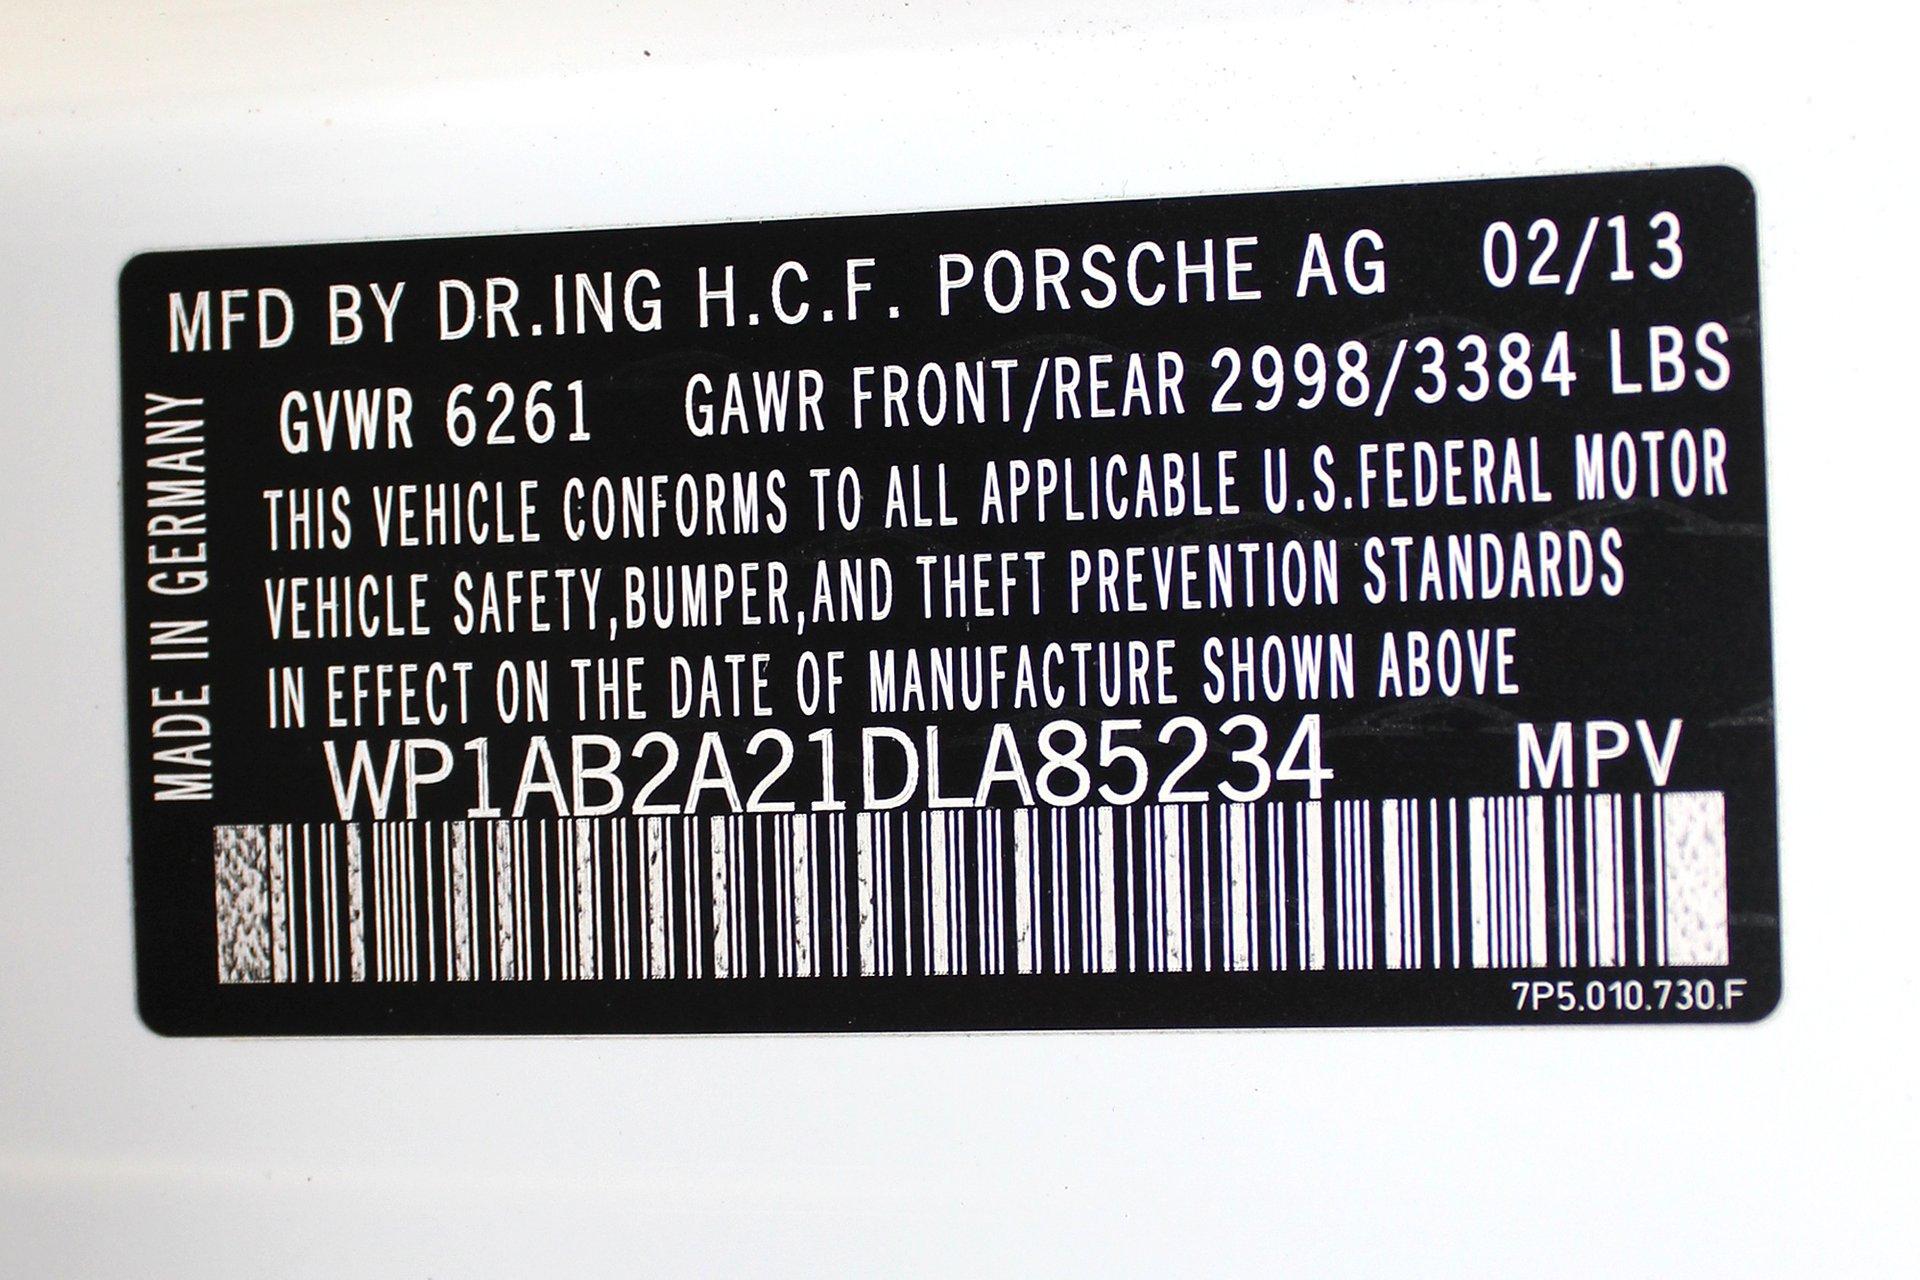 MFD BY DR.ING H.C.F. PORSCHE AG 02/13
GVWR 6261 GAWR FRONT/REAR 2998/3384 LBS
THIS VEHICLE CONFORMS TO ALL APPLICABLE U.S.FEDERAL MOTOR
VEHICLE SAFETY,BUMPER,AND THEFT PREVENTION STANDARDS
IN EFFECT ON THE DATE OF MANUFACTURE SHOWN ABOVE
WP1AB2A21DLA85234 MPV
7P5.010.730.F
MADE IN GERMANY